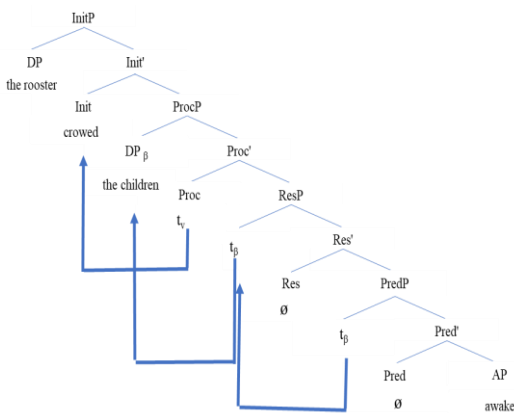 InitP
DP Init'
the rooster
Init ProcP
crowed
DP β Proc'
the children
Proc ResP
tv
tβ Res'
Res PredP
ø
tβ Pred'
Pred AP
ø awake